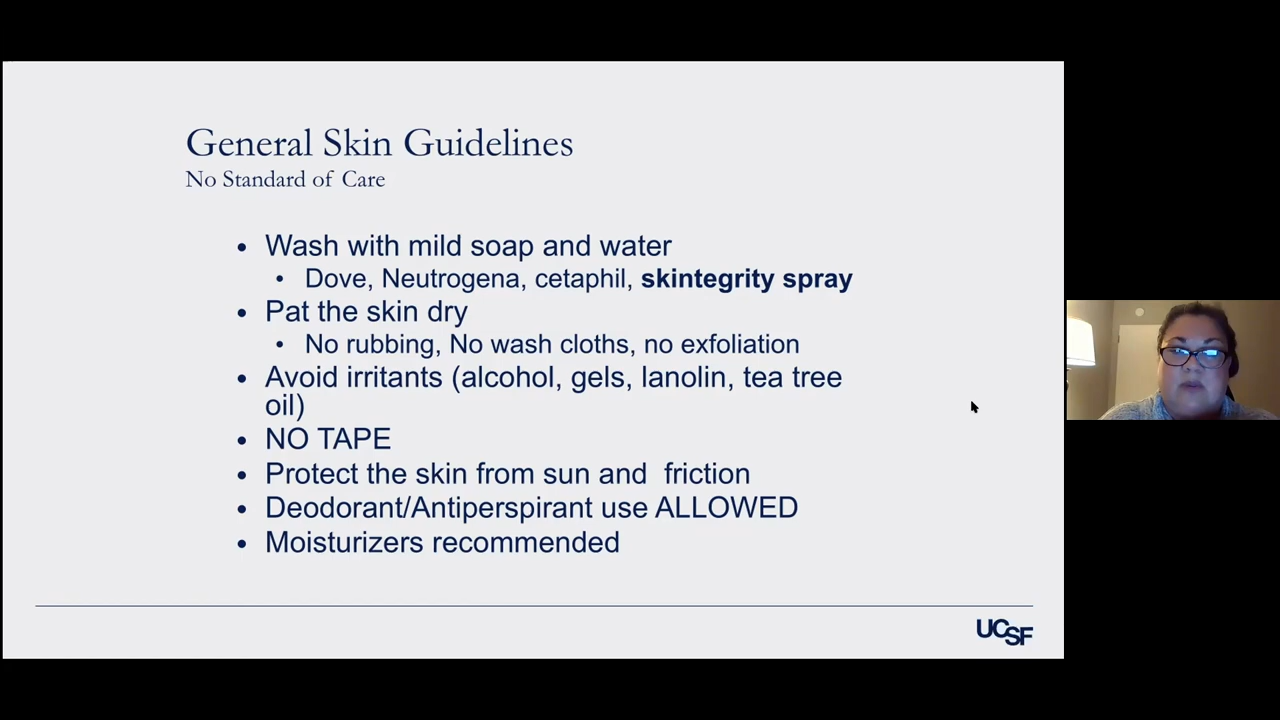 General Skin Guidelines
No Standard of Care
• Wash with mild soap and water
• Dove, Neutrogena, cetaphil, skintegrity spray
• Pat the skin dry
• No rubbing, No wash cloths, no exfoliation
• Avoid irritants (alcohol, gels, lanolin, tea tree
oil)
• NO TAPE
• Protect the skin from sun and  friction
• Deodorant/Antiperspirant use ALLOWED
• Moisturizers recommended
UCSF